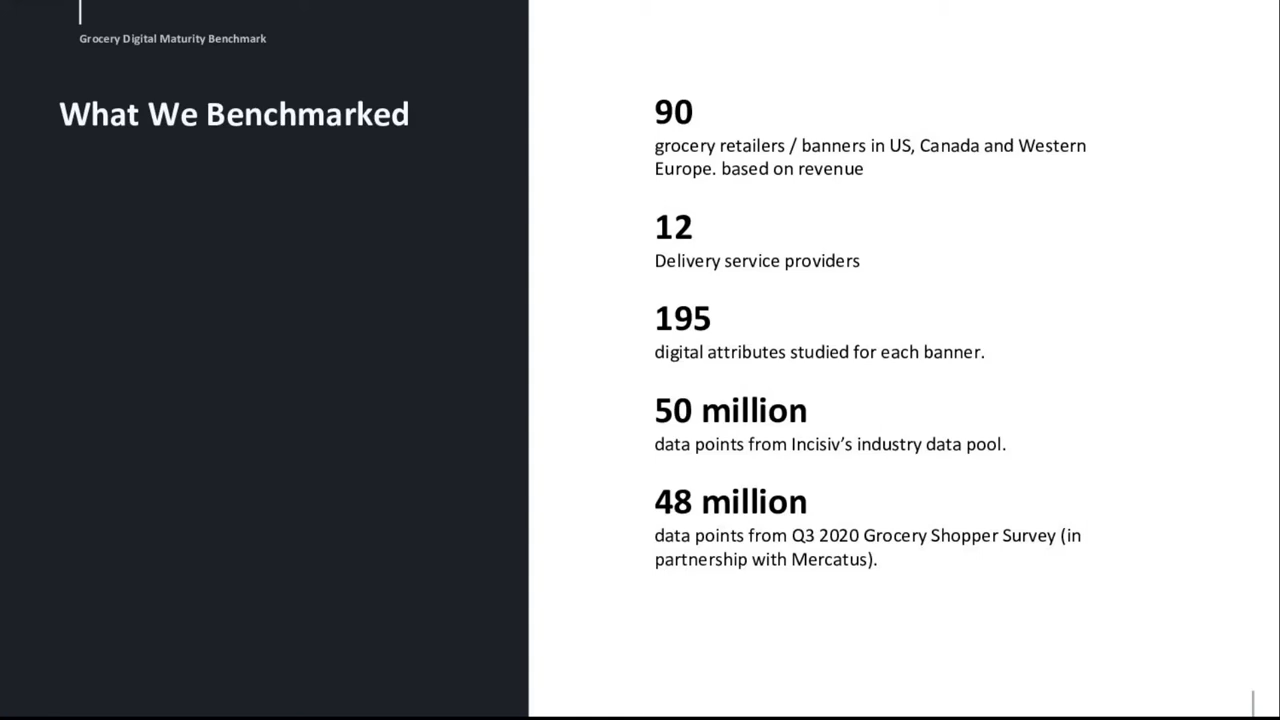 Grocery Digital Maturity Benchmark
What We Benchmarked
90
grocery retailers / banners in US, Canada and Western
Europe. based on revenue
12
Delivery service providers
195
digital attributes studied for each banner.
50 million
data points from Incisiv’s industry data pool.
48 million
data points from Q3 2020 Grocery Shopper Survey (in
partnership with Mercatus).